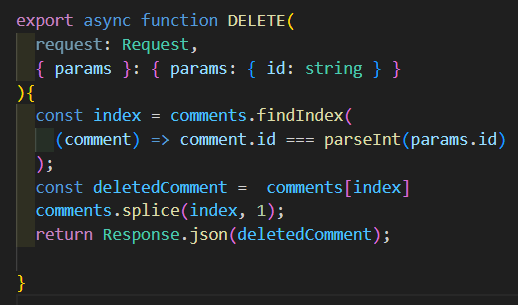 export async function DELETE(
request: Request,
{ params }: { params: { id: string } }
){
const index = comments.findIndex(
(comment) => comment.id === parseInt(params.id)
);
const deletedComment =  comments[index]
comments.splice(index, 1);
return Response.json(deletedComment);
}